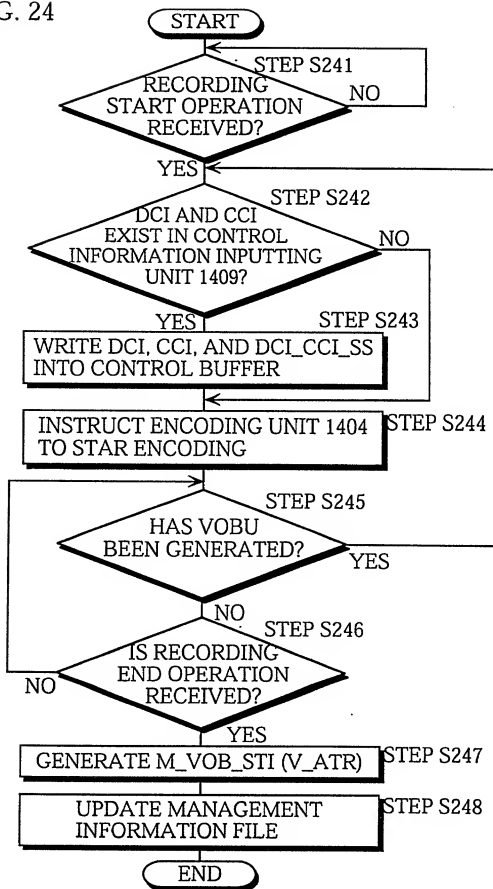 G. 24
START
STEP S241
RECORDING
START OPERATION
RECEIVED?
NO
YES
STEP S242
DCI AND CCI
EXIST IN CONTROL
INFORMATION INPUTTING
UNIT 1409?
NO
YES
STEP S243
WRITE DCI, CCI, AND DCI_CCI_SS
INTO CONTROL BUFFER
INSTRUCT ENCODING UNIT 1404
TO STAR ENCODING
STEP S244
STEP S245
HAS VOBU
BEEN GENERATED?
YES
NO
STEP S246
IS RECORDING
END OPERATION
RECEIVED?
NO
YES
GENERATE M_VOB_STI (V_ATR)
STEP S247
UPDATE MANAGEMENT
INFORMATION FILE
STEP S248
END